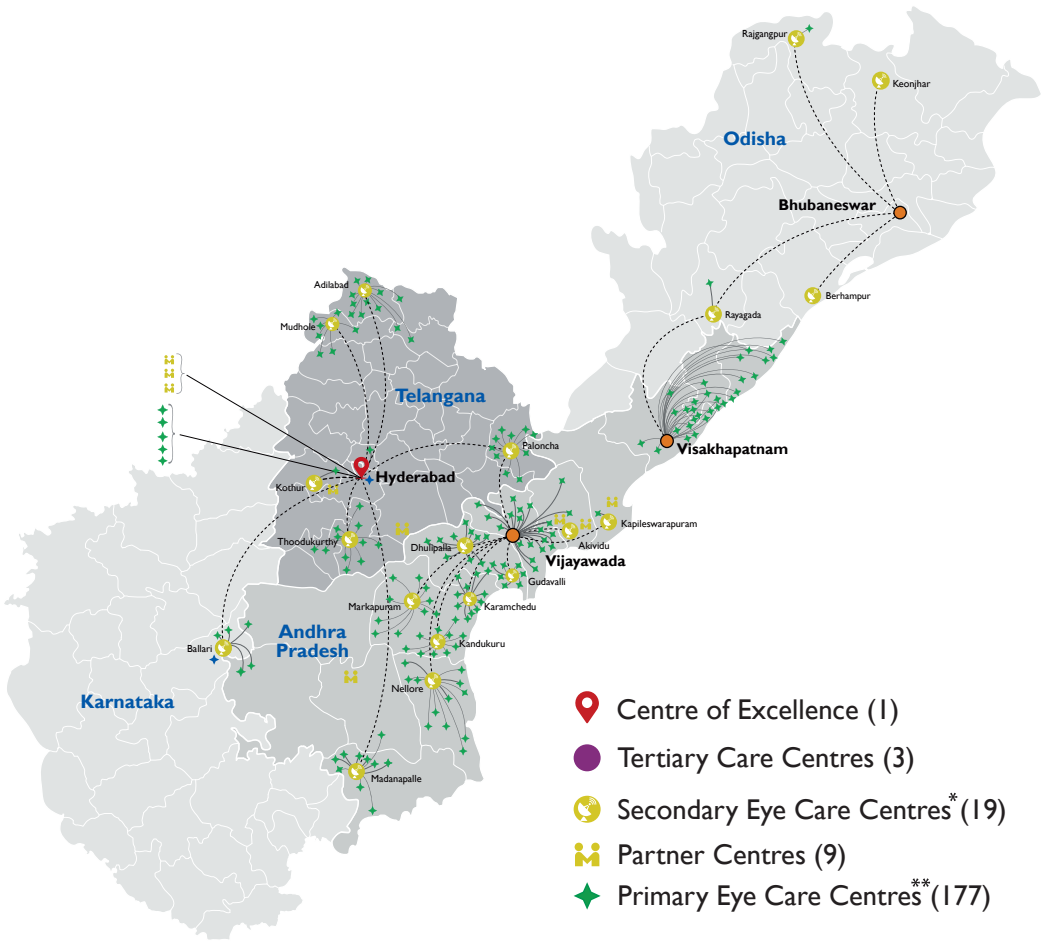 Rajgangpur
Keonjhar
Odisha
Bhubaneswar
Adilabad
Berhampur
Rayagada
Mudhole
Telangana
Paloncha
Visakhapatnam
Hyderabad
Kothur
Kapileswarapuram
Thoodukurthy
Dhulipalla
Akividu
Vijayawada
Gudavalli
Markapuram
Karamchedu
Andhra
Pradesh
Kandukuru
Ballari
Nellore
Karnataka
Madanapalle
Centre of Excellence (1)
Tertiary Care Centres (3)
Secondary Eye Care Centres* (19)
Partner Centres (9)
Primary Eye Care Centres** (177)